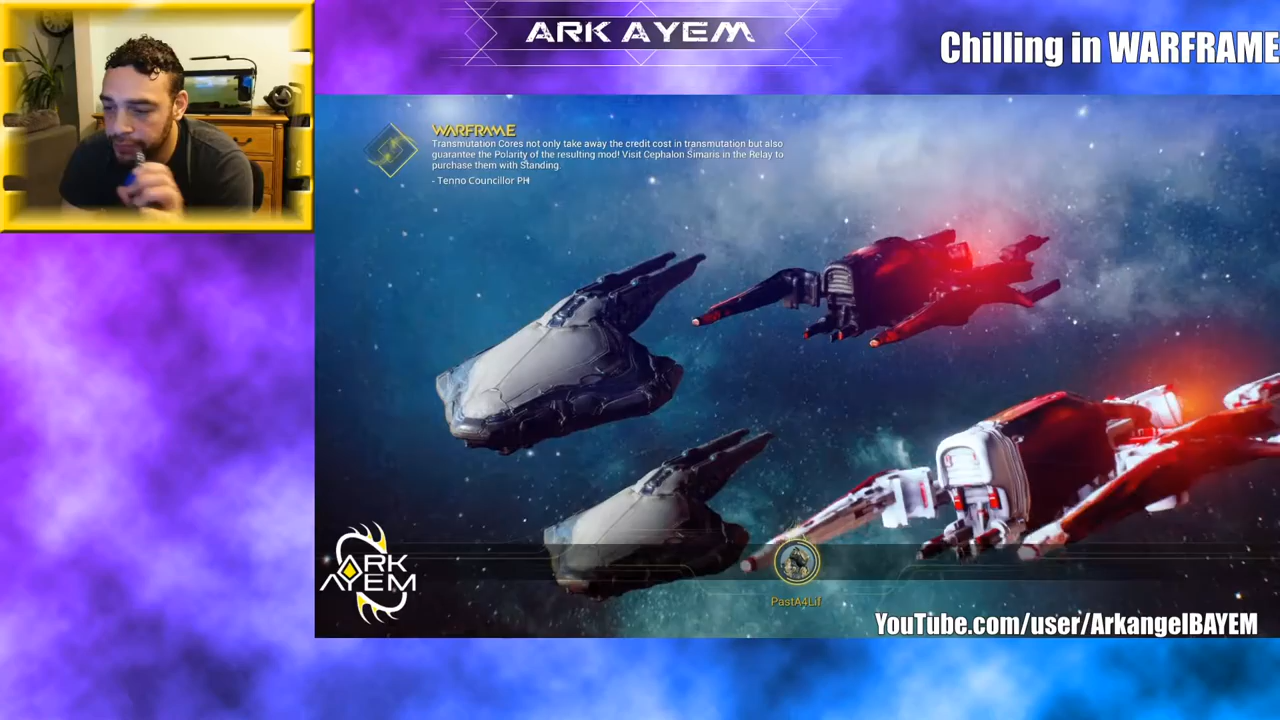 ARK AYEM
Chilling in WARFRAME
WARFRAME
Transmutation Cores not only take away the credit cost in transmutation but also
guarantee the Polarity of the resulting mod! Visit Cephalon Simaris in the Relay to
purchase them with Standing.
- Tenno Councillor PH
ARK
AYEM
PastA4Lif
YouTube.com/user/ArkangelBAYEM